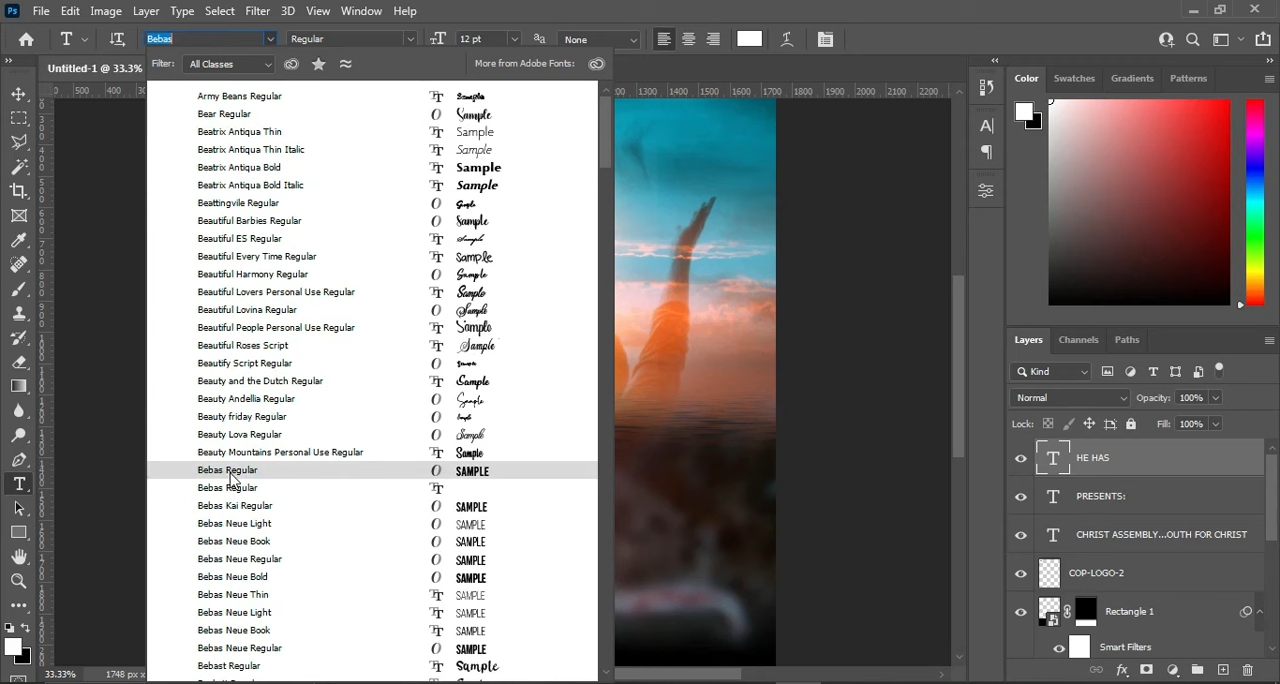 Ps File Edit Image Layer Type Select Filter 3D View Window Help
Bebas Regular 12 pt None
Untitled-1 @ 33.3%
Filter: All Classes More from Adobe Fonts:
Army Beans Regular Sample
Bear Regular Sample
Beatrix Antiqua Thin Sample
Beatrix Antiqua Thin Italic Sample
Beatrix Antiqua Bold Sample
Beatrix Antiqua Bold Italic Sample
Beattingvile Regular Sample
Beautiful Barbies Regular Sample
Beautiful ES Regular Sample
Beautiful Every Time Regular Sample
Beautiful Harmony Regular Sample
Beautiful Lovers Personal Use Regular Sample
Beautiful Lovina Regular Sample
Beautiful People Personal Use Regular Sample
Beautiful Roses Script Sample
Beautify Script Regular
Beauty and the Dutch Regular Sample
Beauty Andellia Regular Sample
Beauty friday Regular
Beauty Lova Regular Sample
Beauty Mountains Personal Use Regular Sample
Bebas Regular SAMPLE
Bebas Regular
Bebas Kai Regular SAMPLE
Bebas Neue Light SAMPLE
Bebas Neue Book SAMPLE
Bebas Neue Regular SAMPLE
Bebas Neue Bold SAMPLE
Bebas Neue Thin SAMPLE
Bebas Neue Light SAMPLE
Bebas Neue Book SAMPLE
Bebas Neue Regular SAMPLE
Bebast Regular Sample
1300 1400 1500 1600 1700 1800 1900 2000 2100 2200
Color Swatches Gradients Patterns
Layers Channels Paths
Kind
Normal Opacity: 100%
Lock: Fill: 100%
HE HAS
PRESENTS:
CHRIST ASSEMBLY...OUTH FOR CHRIST
COP-LOGO-2
Rectangle 1
Smart Filters
33.33% 1748 px